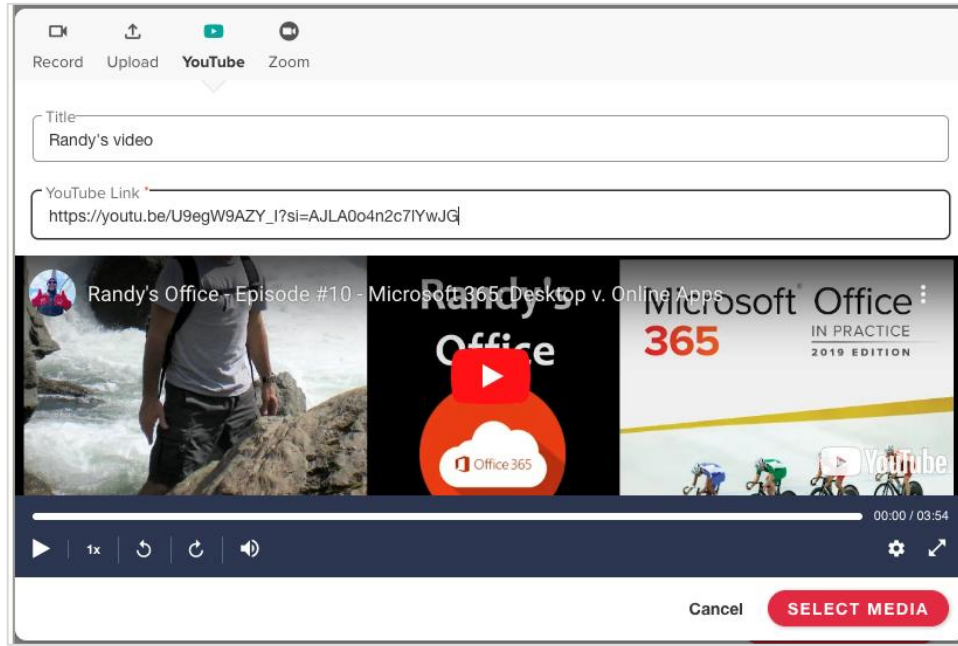 Record Upload YouTube Zoom
Title
Randy's video
YouTube Link *
https://youtu.be/U9egW9AZY_I?si=AJLA0o4n2c7lYwJG
Randy's Office - Episode #10 - Microsoft 365: Desktop v. Online Apps
Randy's
Office
Office 365
Microsoft Office
365
IN PRACTICE
2019 EDITION
YouTube
00:00 / 03:54
1x
Cancel SELECT MEDIA